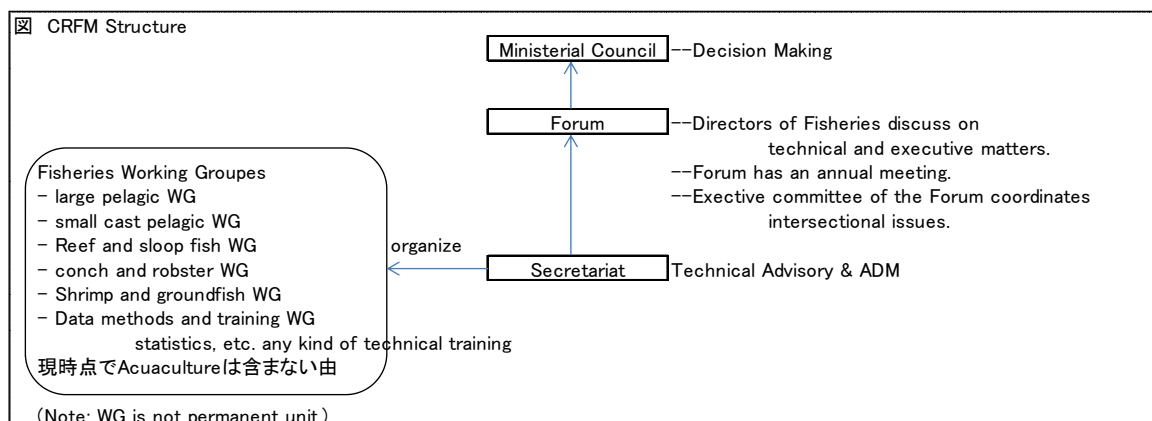 図 CRFM Structure
Ministerial Council --Decision Making
Forum --Directors of Fisheries discuss on
technical and executive matters.
--Forum has an annual meeting.
--Exective committee of the Forum coordinates
intersectional issues.
Secretariat Technical Advisory & ADM
organize
Fisheries Working Groupes
- large pelagic WG
- small cast pelagic WG
- Reef and sloop fish WG
- conch and robster WG
- Shrimp and groundfish WG
- Data methods and training WG
statistics, etc. any kind of technical training
現時点でAcuacultureは含まない由
(Note: WG is not permanent unit)